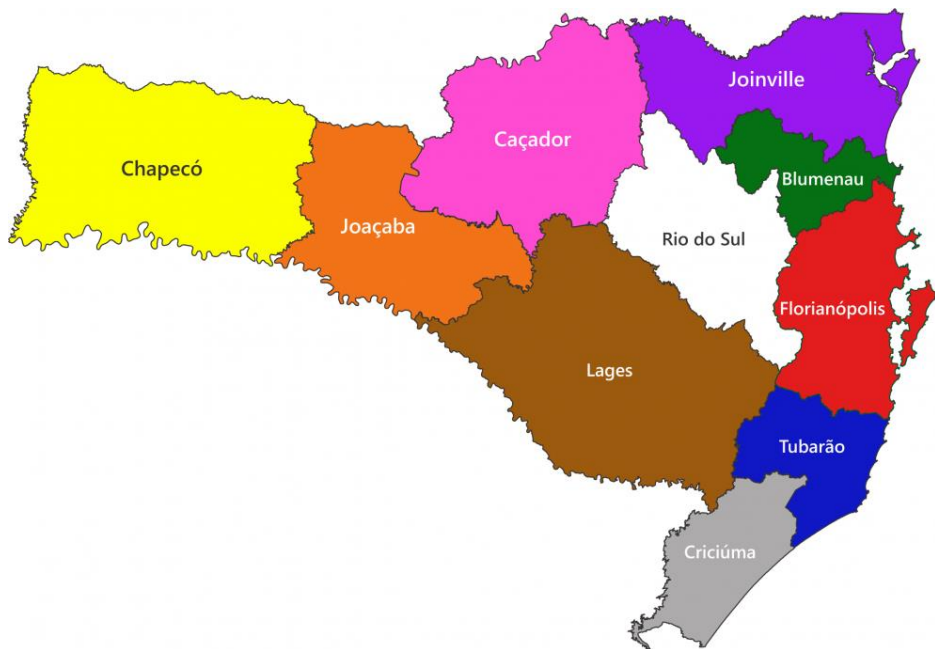 Joinville
Caçador
Chapecó
Blumenau
Joaçaba
Rio do Sul
Florianópolis
Lages
Tubarão
Criciúma